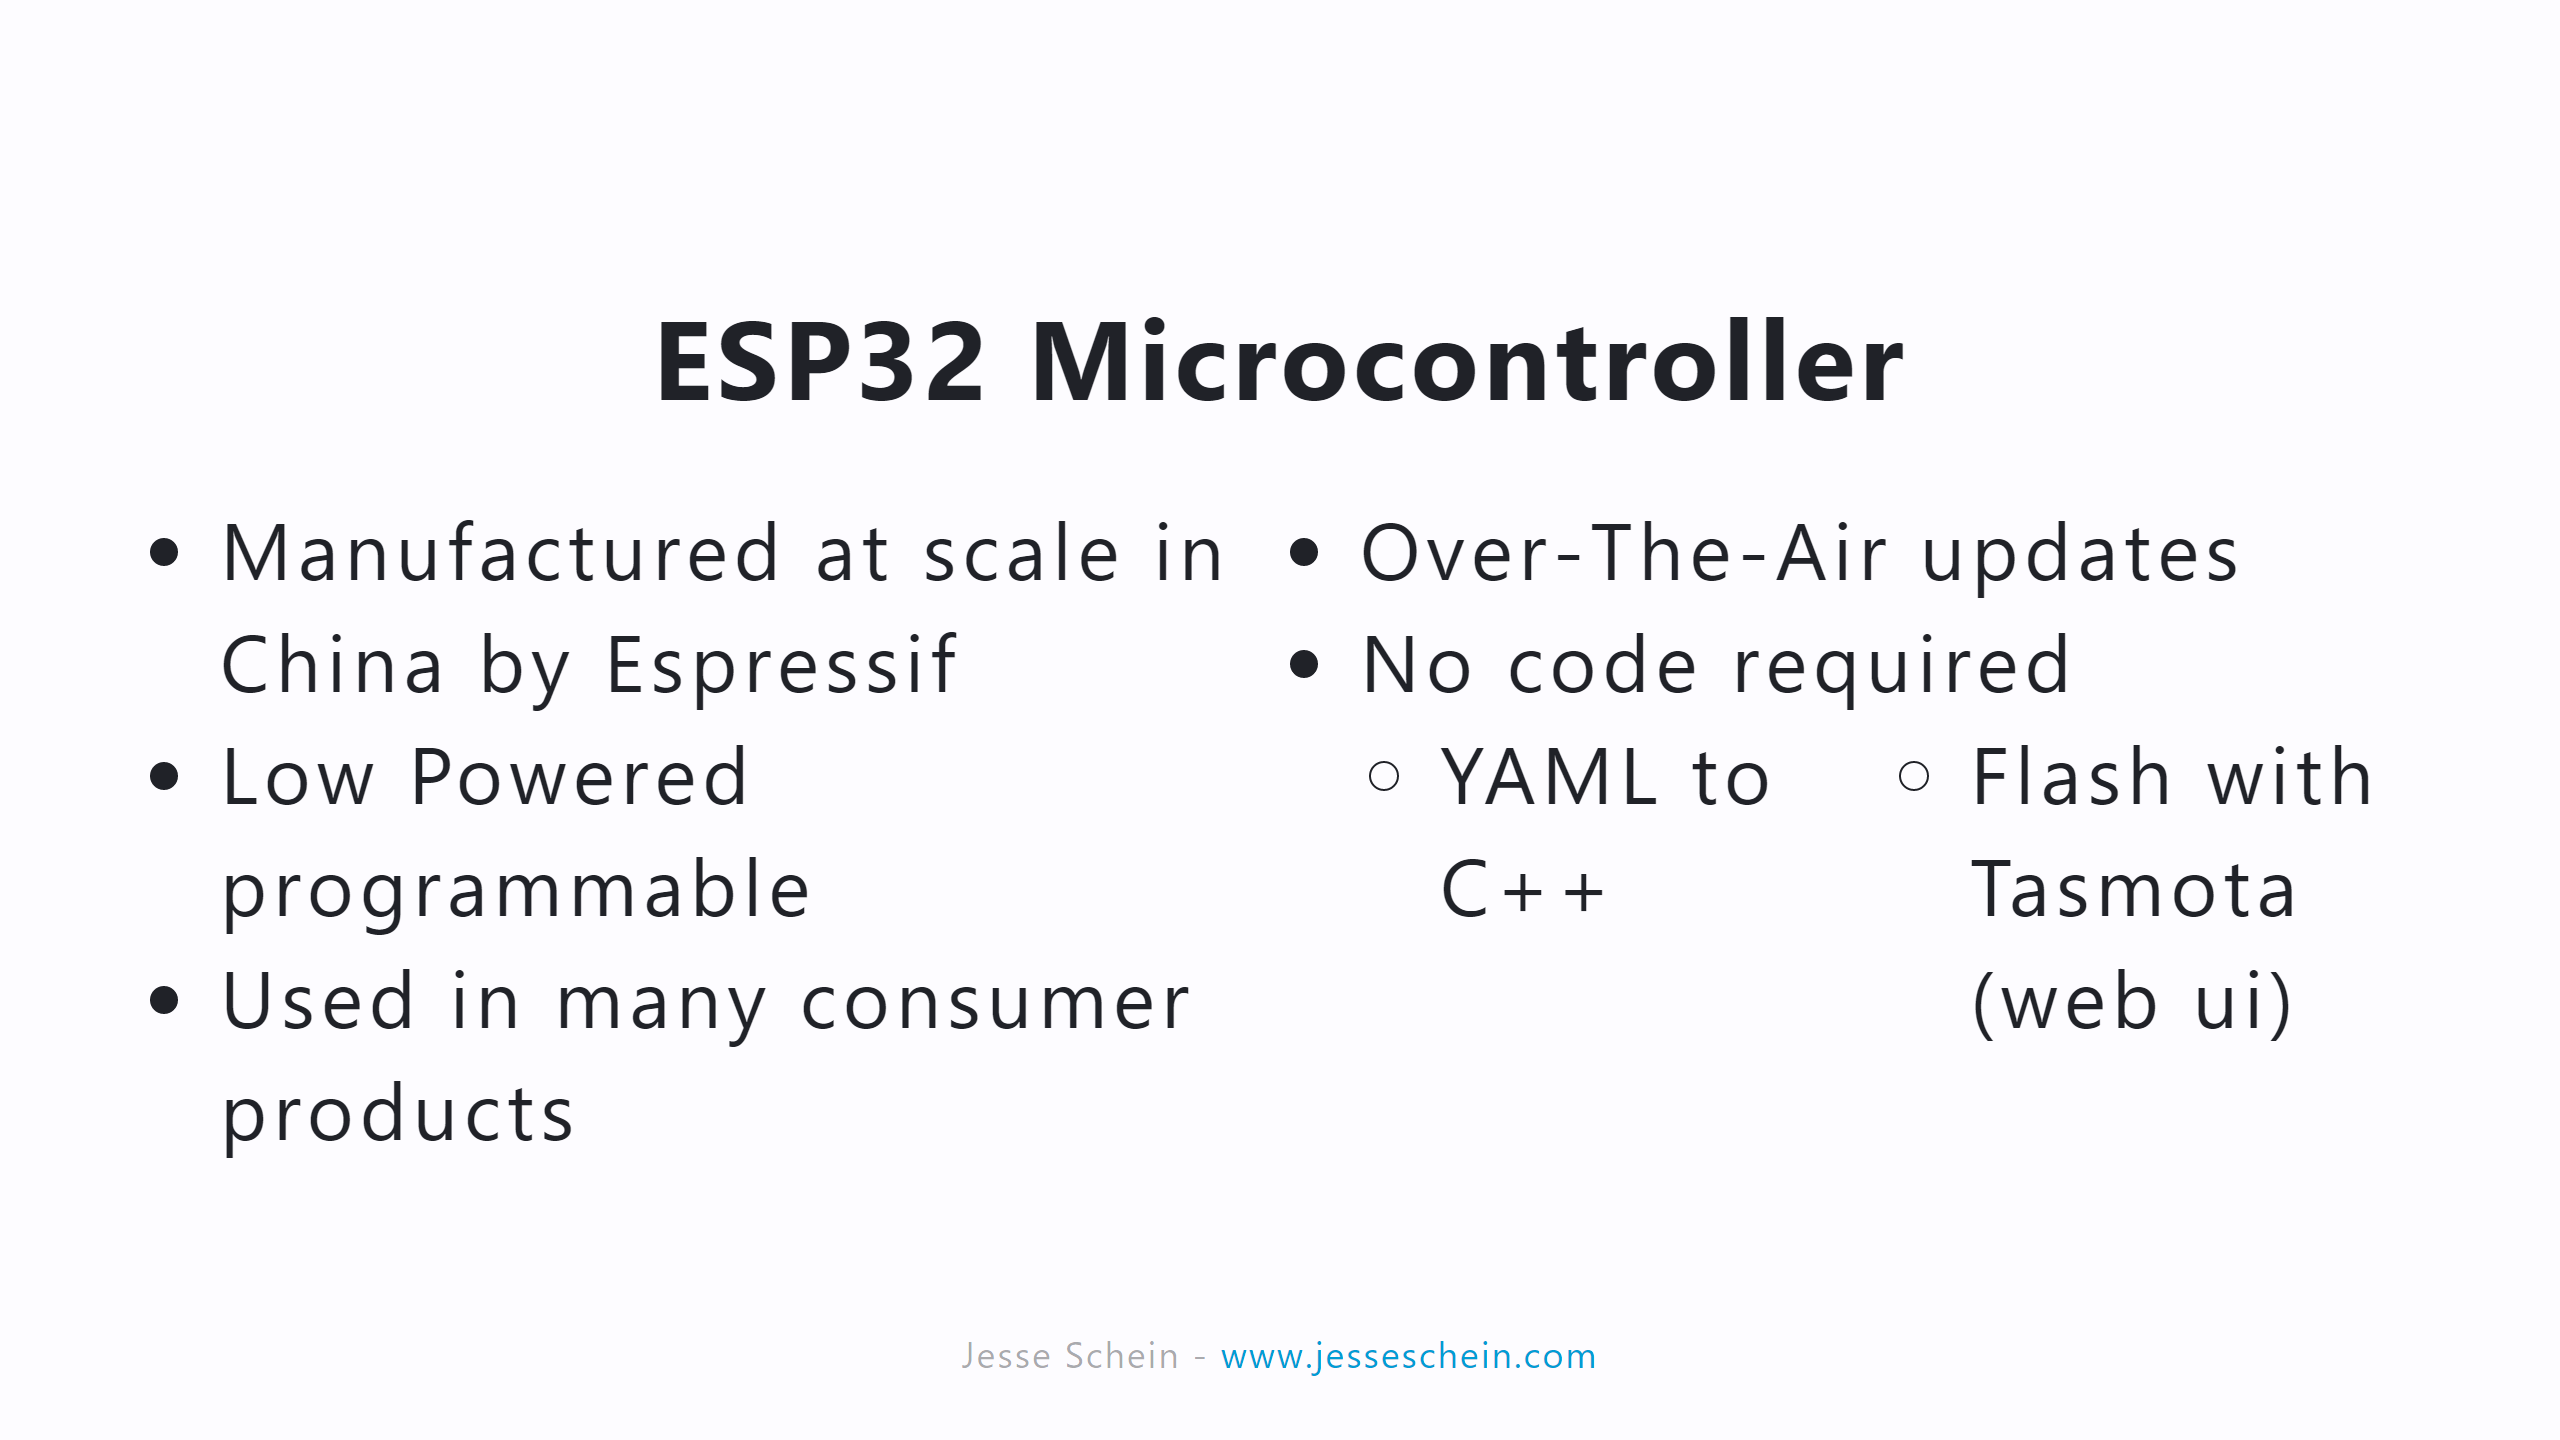 ESP32 Microcontroller
• Manufactured at scale in
China by Espressif
• Low Powered
programmable
• Used in many consumer
products
• Over-The-Air updates
• No code required
○ YAML to
C++
○ Flash with
Tasmota
(web ui)
Jesse Schein - www.jesseschein.com